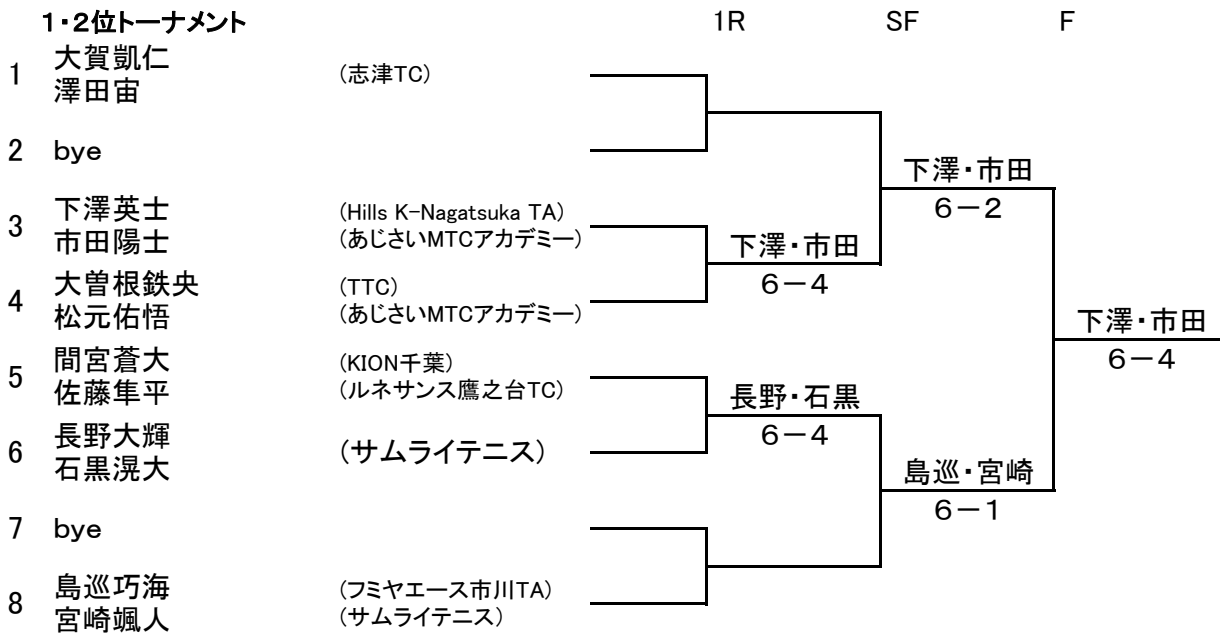 1・2位トーナメント 1R SF F
1 大賀凱仁 (志津TC)
澤田宙
2 bye
下澤・市田
6-2
3 下澤英士 (Hills K-Nagatsuka TA)
市田陽士 (あじさいMTCアカデミー)
下澤・市田
6-4
4 大曽根鉄央 (TTC)
松元佑悟 (あじさいMTCアカデミー)
下澤・市田
6-4
5 間宮蒼大 (KION千葉)
佐藤隼平 (ルネサンス鷹之台TC)
長野・石黒
6-4
6 長野大輝 (サムライテニス)
石黒滉大
島巡・宮崎
6-1
7 bye
8 島巡巧海 (フミヤエース市川TA)
宮崎颯人 (サムライテニス)